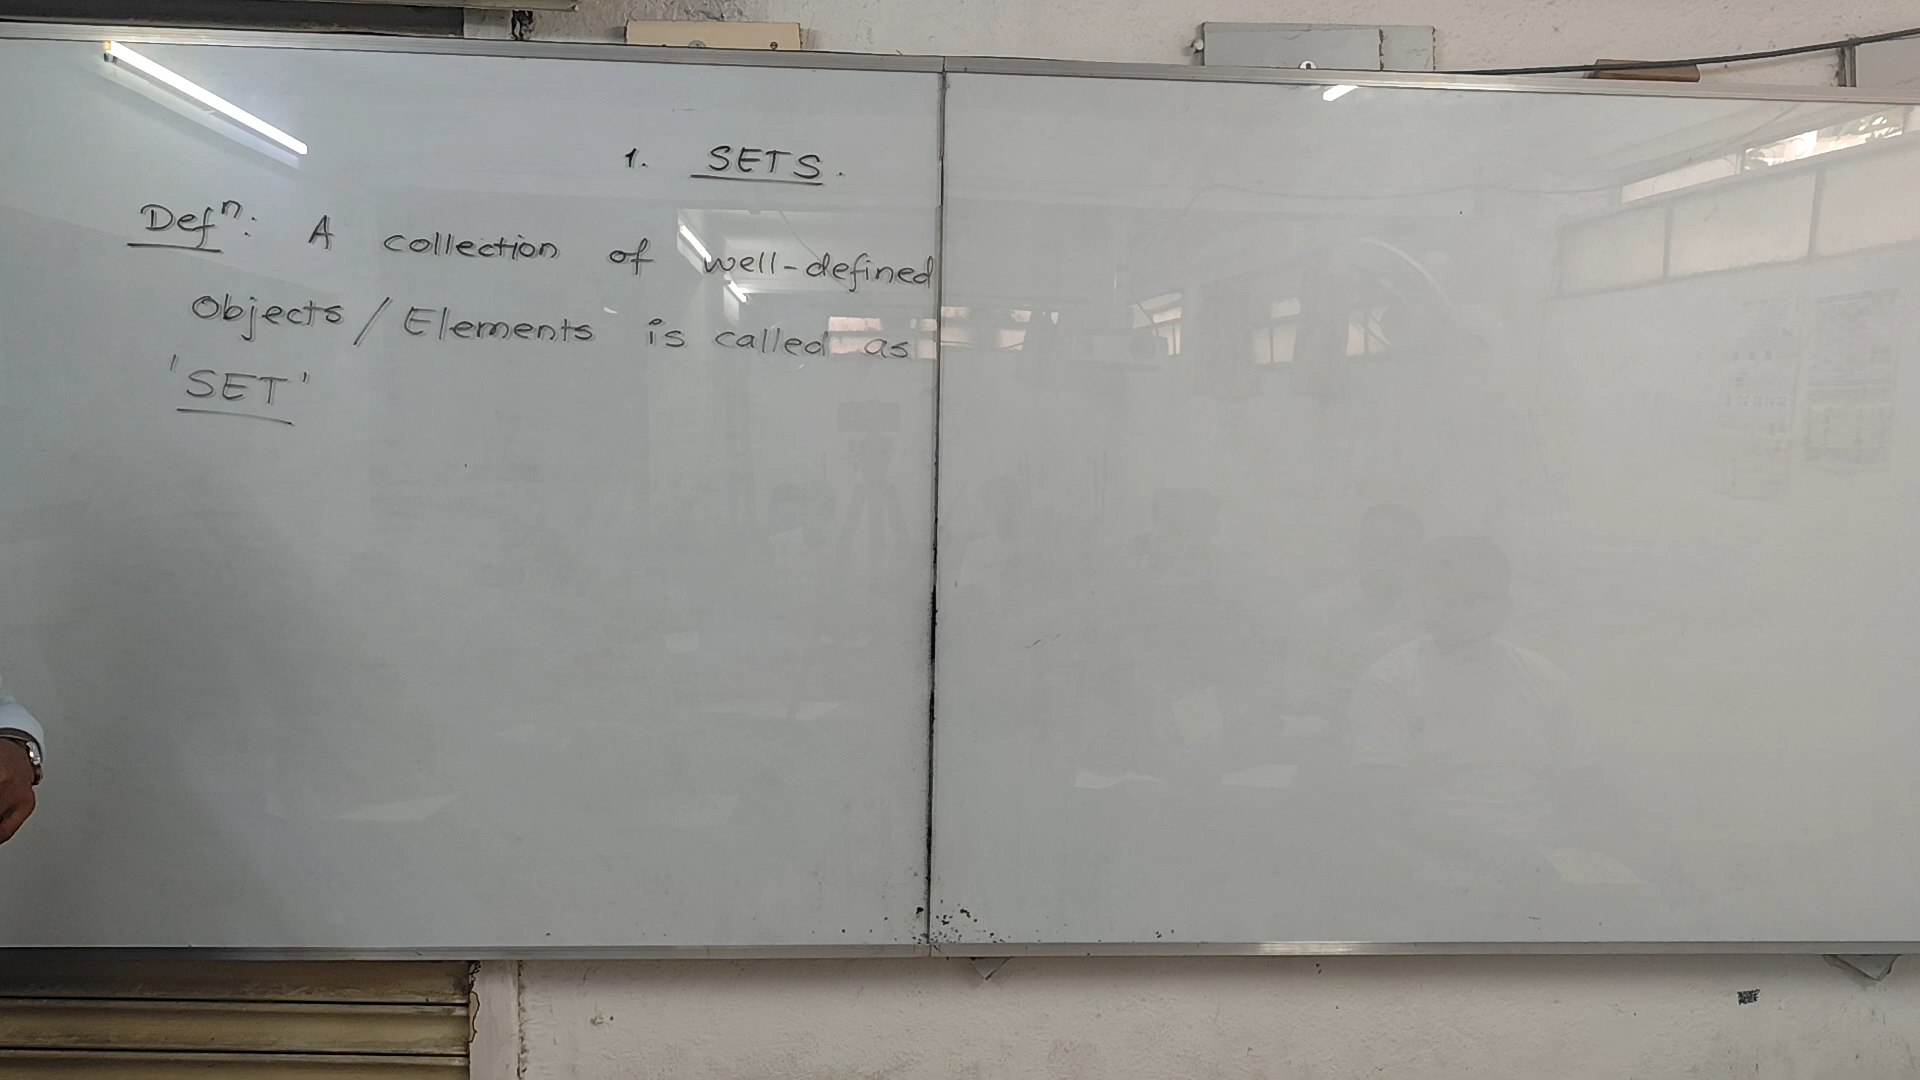 1. SETS.
Defⁿ: A collection of well-defined
Objects / Elements is called as
'SET"